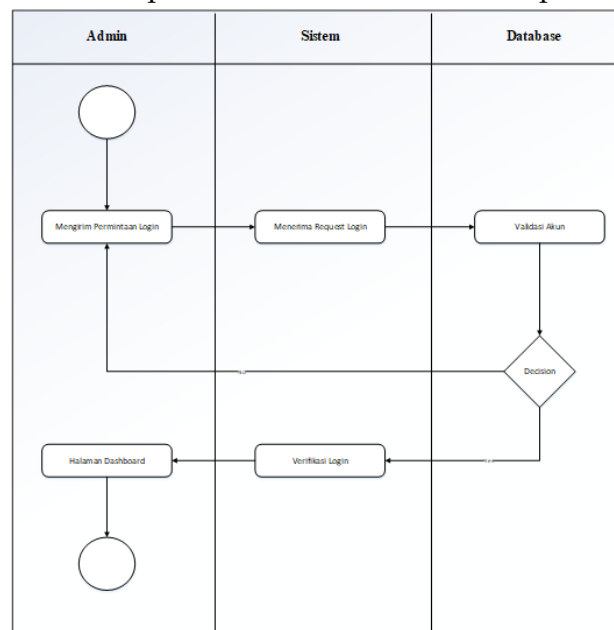 Admin
Sistem
Database
Mengirim Permintaan Login
Menerima Request Login
Validasi Akun
Decision
Halaman Dashboard
Verifikasi Login